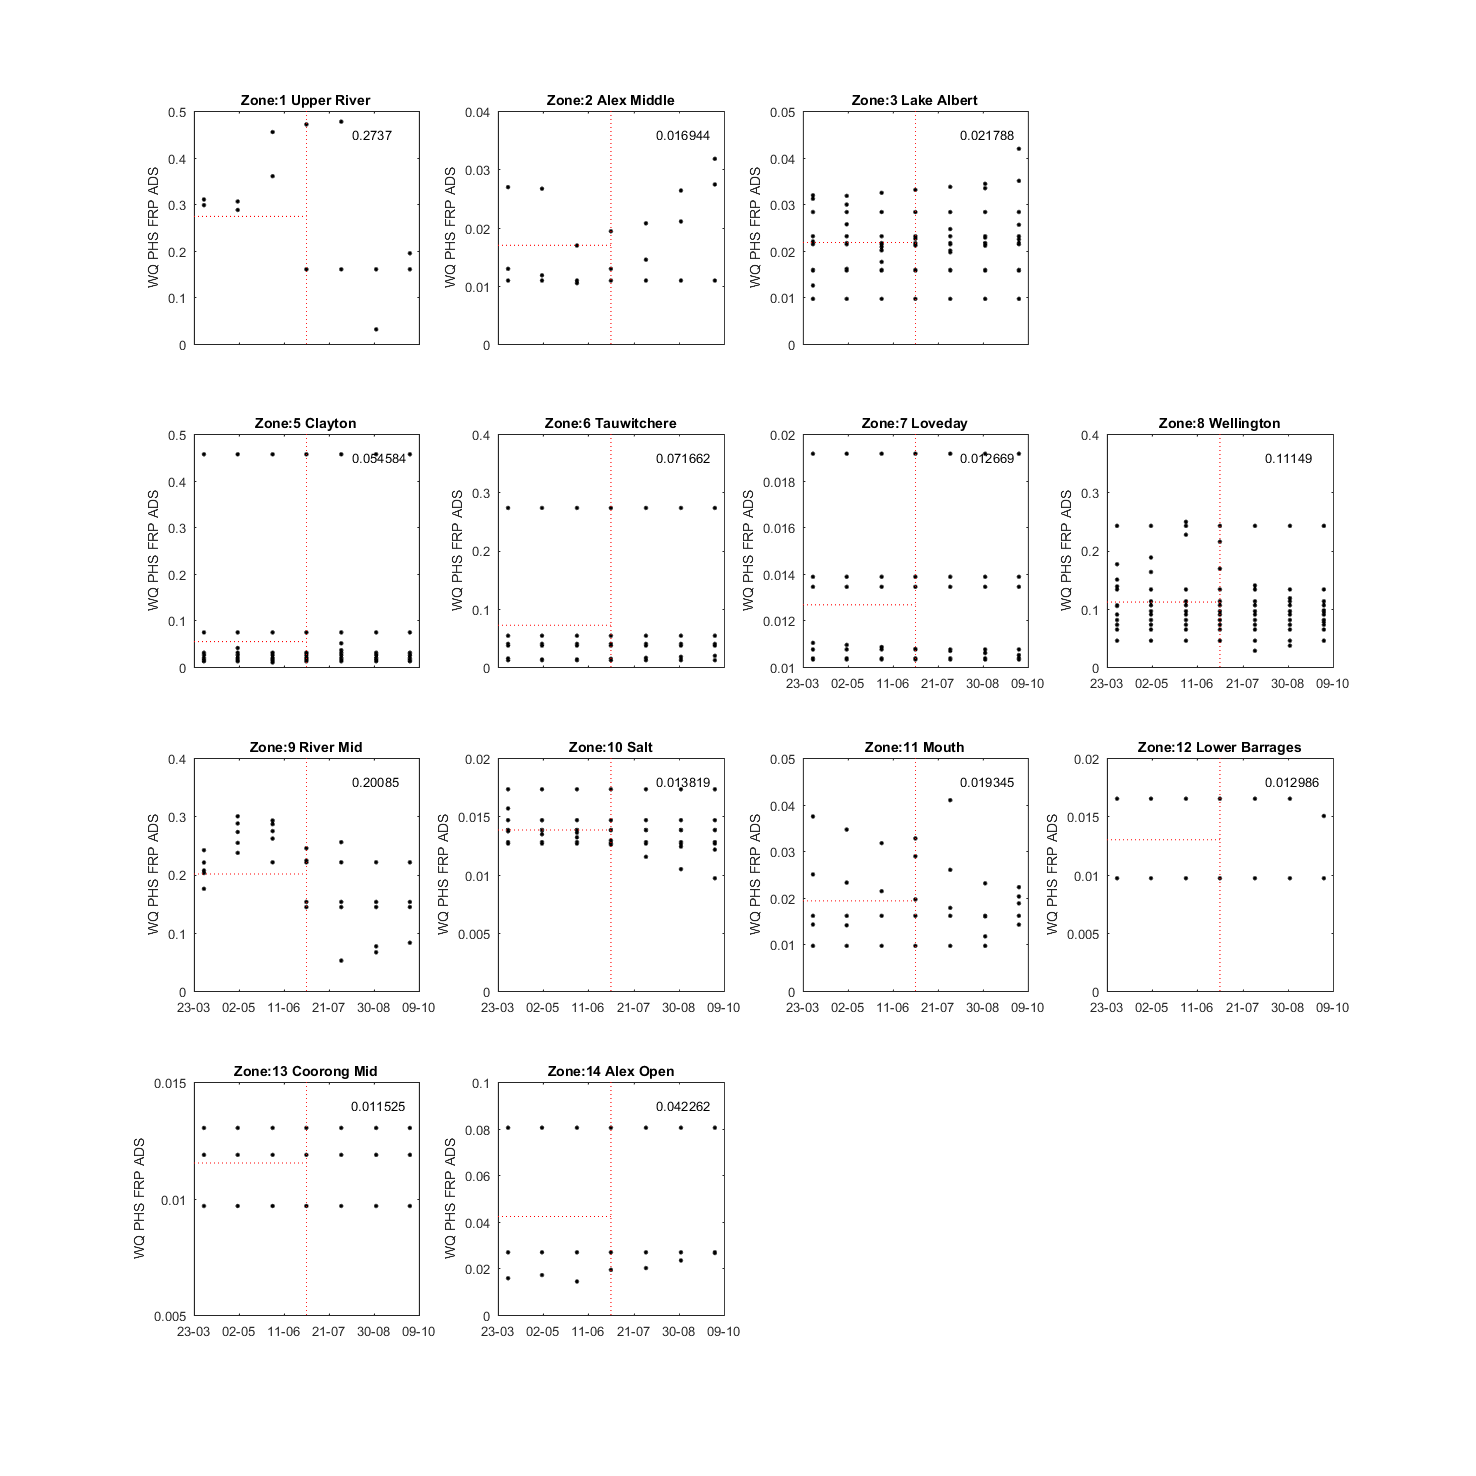 Zone:1 Upper River
0.5
0.4
0.3
0.2
0.1
0
WQ PHS FRP ADS
0.2737
Zone:2 Alex Middle
0.04
0.03
0.02
0.01
0
WQ PHS FRP ADS
0.016944
Zone:3 Lake Albert
0.05
0.04
0.03
0.02
0.01
0
WQ PHS FRP ADS
0.021788
Zone:5 Clayton
0.5
0.4
0.3
0.2
0.1
0
WQ PHS FRP ADS
0.054584
Zone:6 Tauwitchere
0.4
0.3
0.2
0.1
0
WQ PHS FRP ADS
0.071662
Zone:7 Loveday
0.02
0.018
0.016
0.014
0.012
0.01
WQ PHS FRP ADS
0.012669
23-03 02-05 11-06 21-07 30-08 09-10
Zone:8 Wellington
0.4
0.3
0.2
0.1
0
WQ PHS FRP ADS
0.11149
23-03 02-05 11-06 21-07 30-08 09-10
Zone:9 River Mid
0.4
0.3
0.2
0.1
0
WQ PHS FRP ADS
0.20085
23-03 02-05 11-06 21-07 30-08 09-10
Zone:10 Salt
0.02
0.015
0.01
0.005
0
WQ PHS FRP ADS
0.013819
23-03 02-05 11-06 21-07 30-08 09-10
Zone:11 Mouth
0.05
0.04
0.03
0.02
0.01
0
WQ PHS FRP ADS
0.019345
23-03 02-05 11-06 21-07 30-08 09-10
Zone:12 Lower Barrages
0.02
0.015
0.01
0.005
0
WQ PHS FRP ADS
0.012986
23-03 02-05 11-06 21-07 30-08 09-10
Zone:13 Coorong Mid
0.015
0.01
0.005
WQ PHS FRP ADS
0.011525
23-03 02-05 11-06 21-07 30-08 09-10
Zone:14 Alex Open
0.1
0.08
0.06
0.04
0.02
0
WQ PHS FRP ADS
0.042262
23-03 02-05 11-06 21-07 30-08 09-10